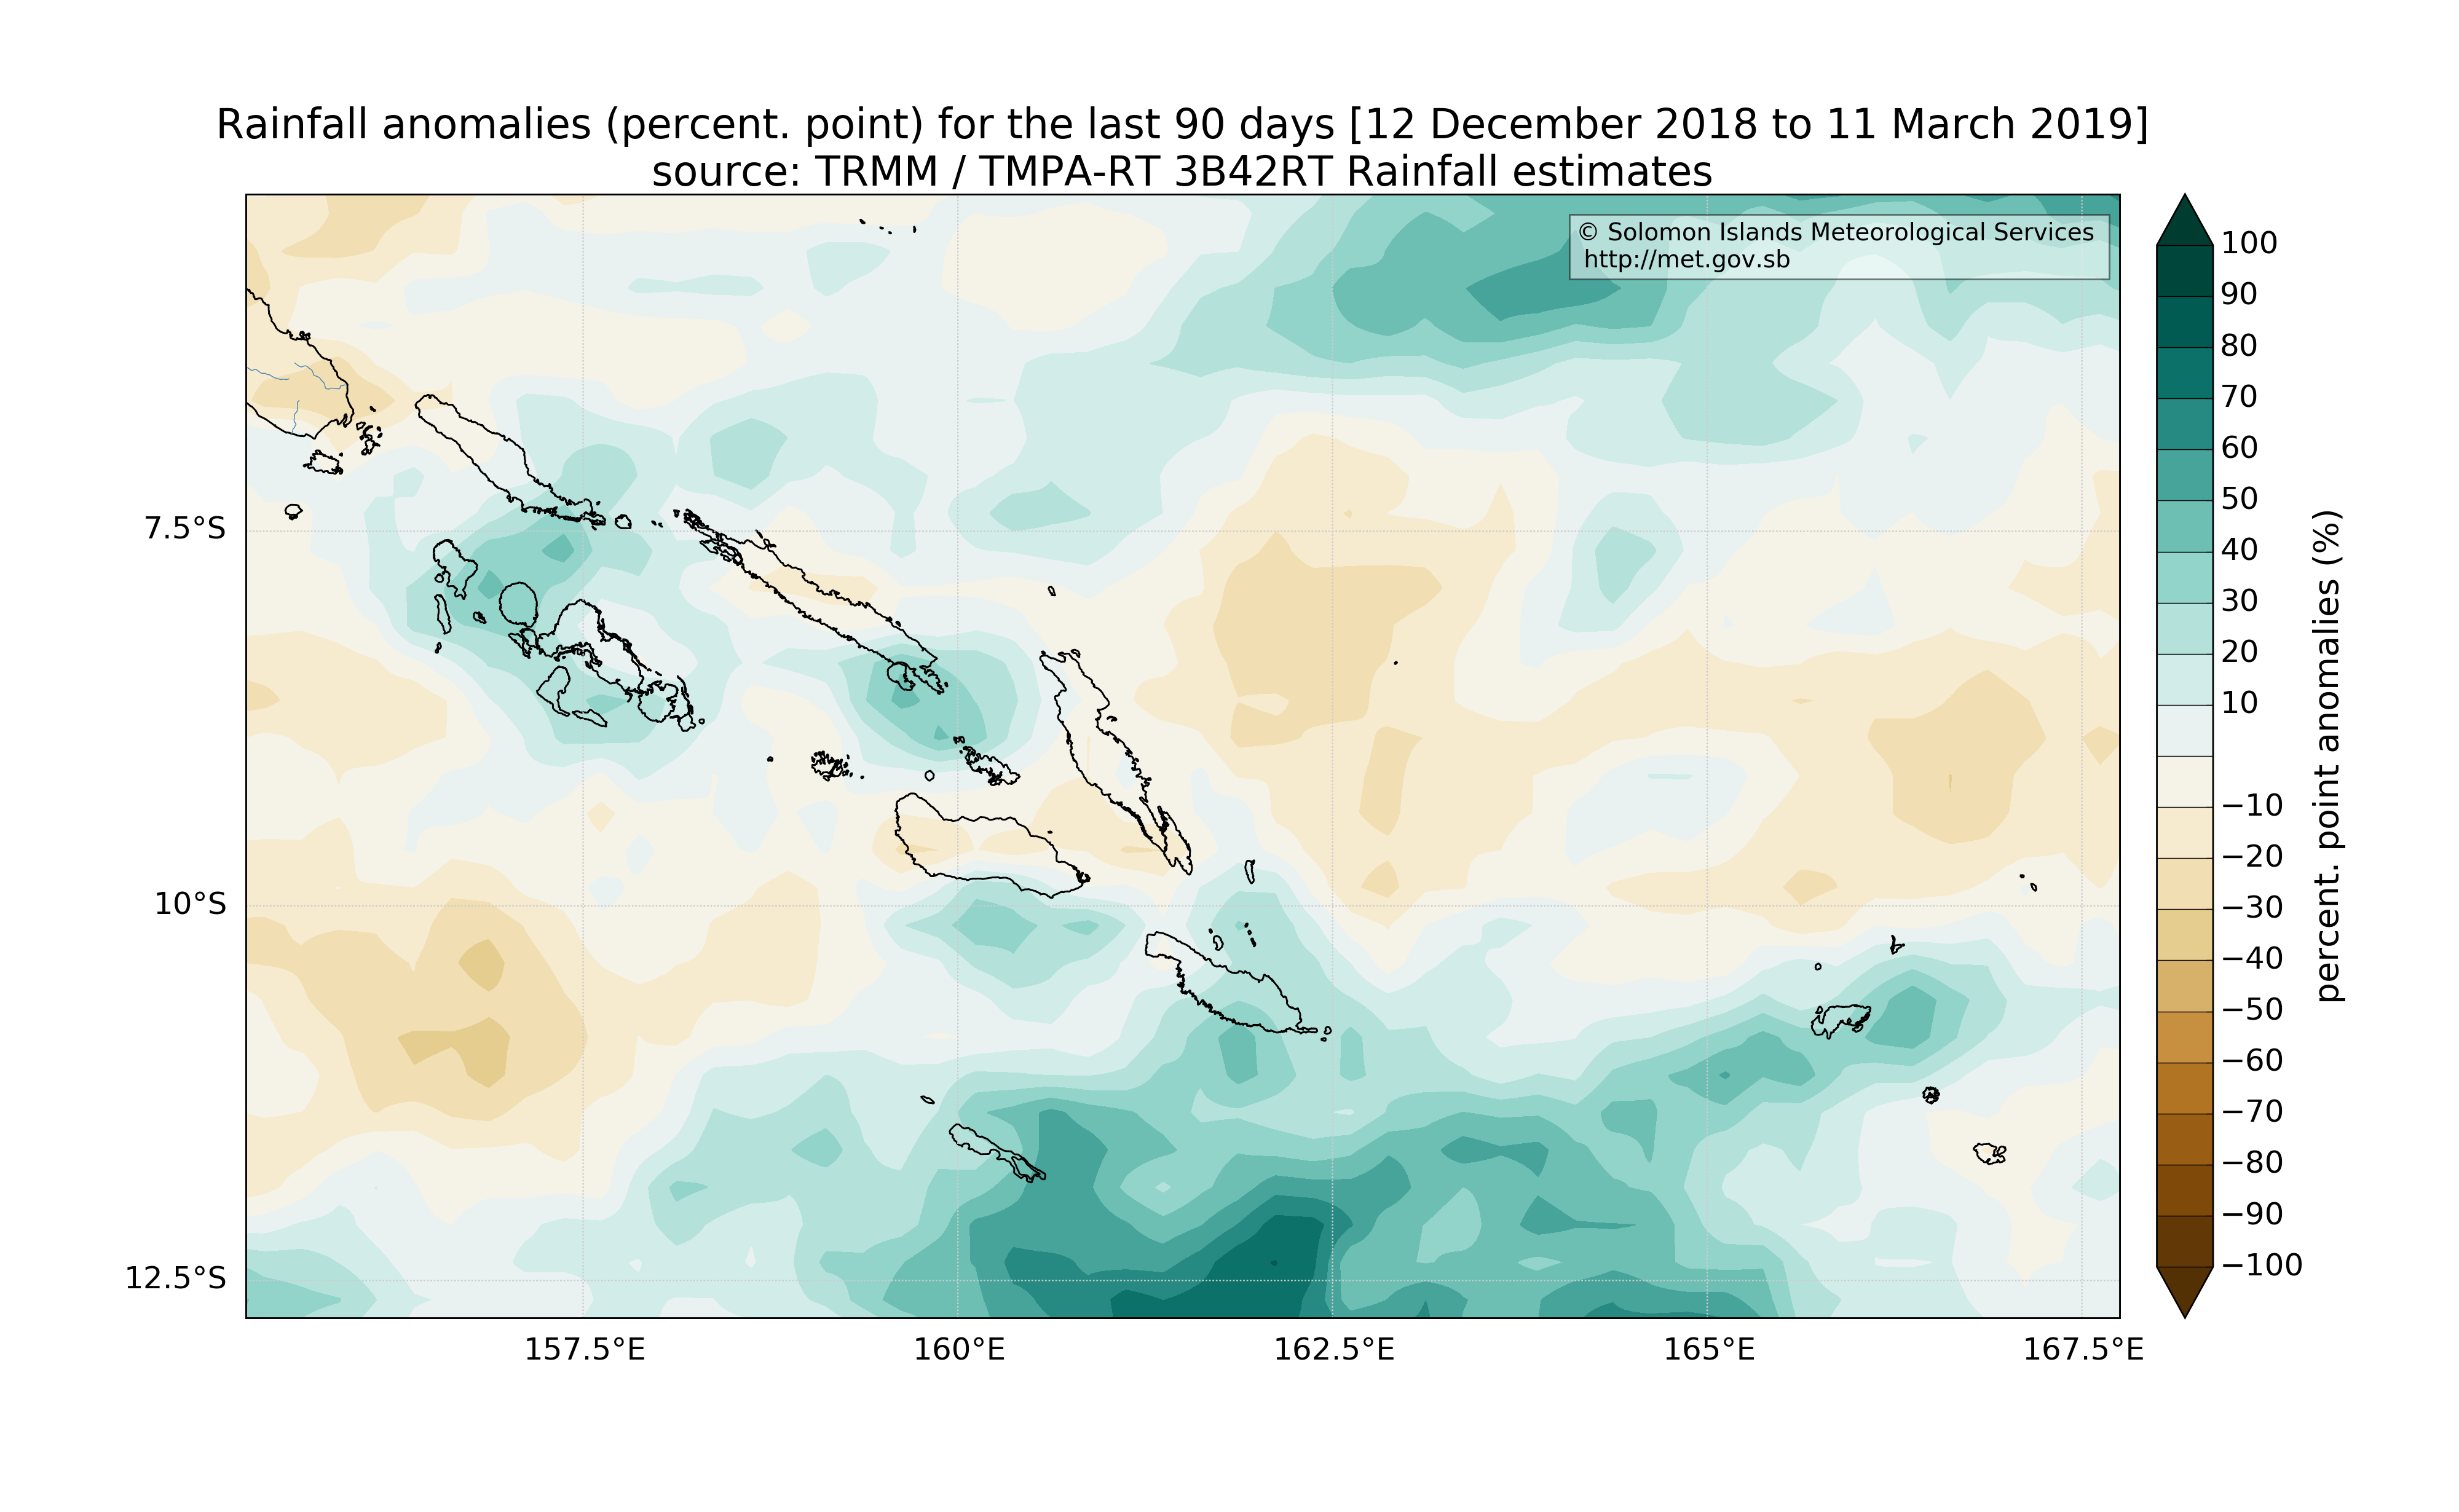 Rainfall anomalies (percent. point) for the last 90 days [12 December 2018 to 11 March 2019]
source: TRMM / TMPA-RT 3B42RT Rainfall estimates
© Solomon Islands Meteorological Services
http://met.gov.sb
7.5°S
10°S
12.5°S
157.5°E
160°E
162.5°E
165°E
167.5°E
100
90
80
70
60
50
40
30
20
10
−10
−20
−30
−40
−50
−60
−70
−80
−90
−100
percent. point anomalies (%)